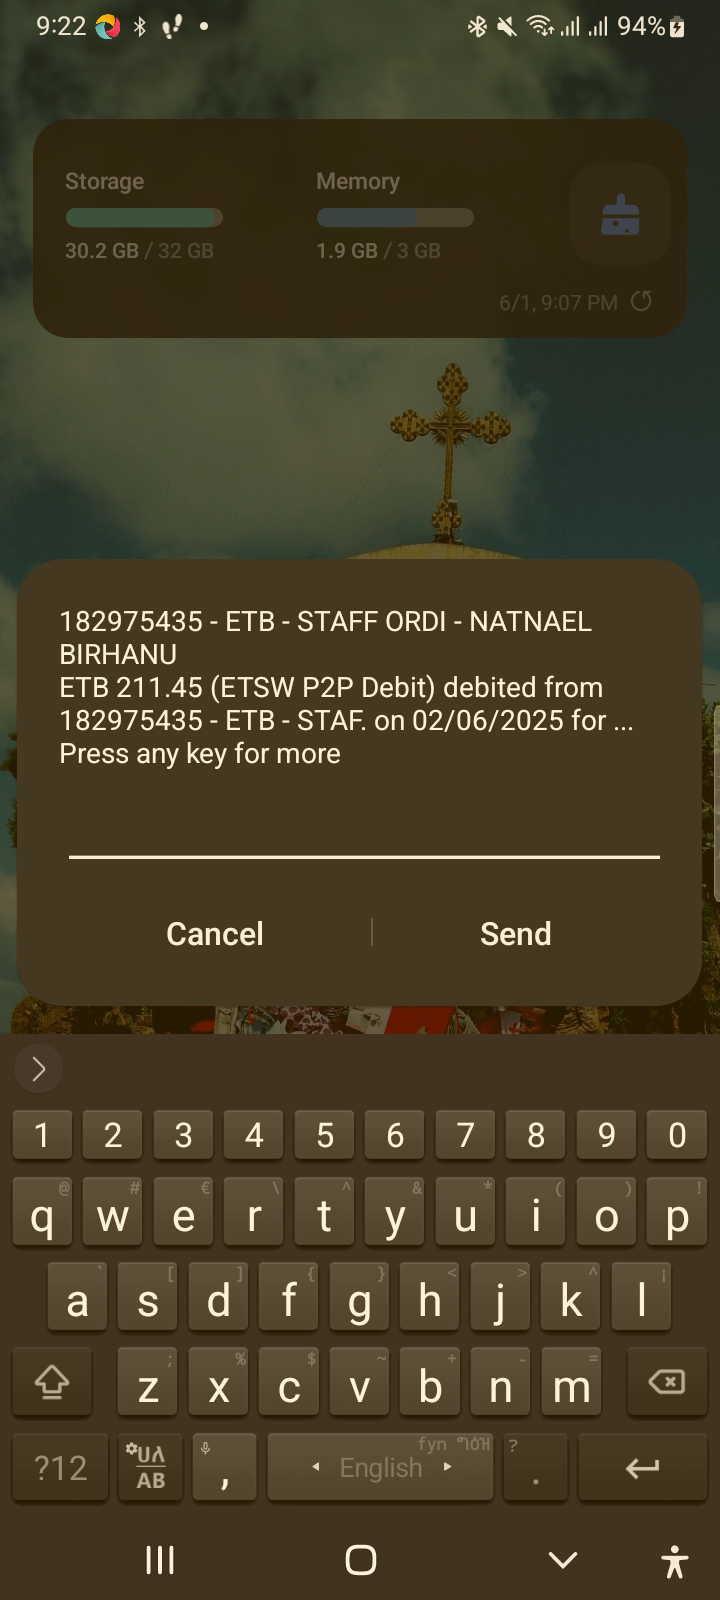 9:22
94%
Storage
Memory
30.2 GB / 32 GB
1.9 GB / 3 GB
6/1, 9:07 PM
182975435 - ETB - STAFF ORDI - NATNAEL
BIRHANU
ETB 211.45 (ETSW P2P Debit) debited from
182975435 - ETB - STAF. on 02/06/2025 for ...
Press any key for more
Cancel
Send
1 2 3 4 5 6 7 8 9 0
@ # € \ ^ & * ( ) !
q w e r t y u i o p
` [ ] { } < > ^ ¡
a s d f g h j k l
; % $ ~ + - =
z x c v b n m
fyn ?
?12 AB , English .